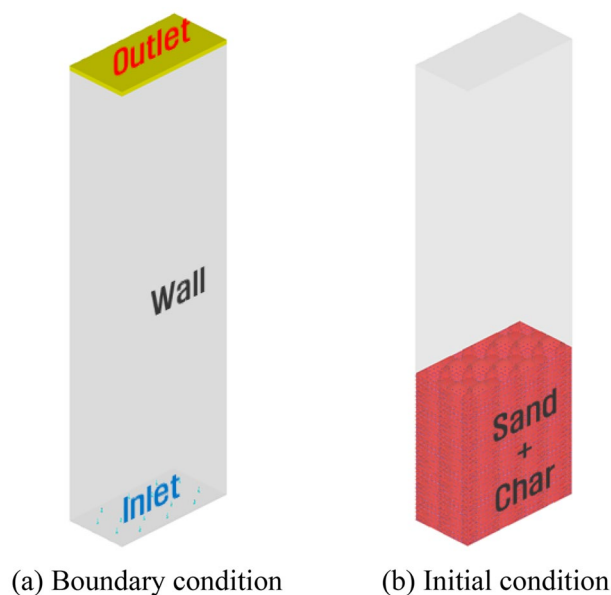 Outlet
Wall
Inlet
Sand
+
Char
(a) Boundary condition
(b) Initial condition